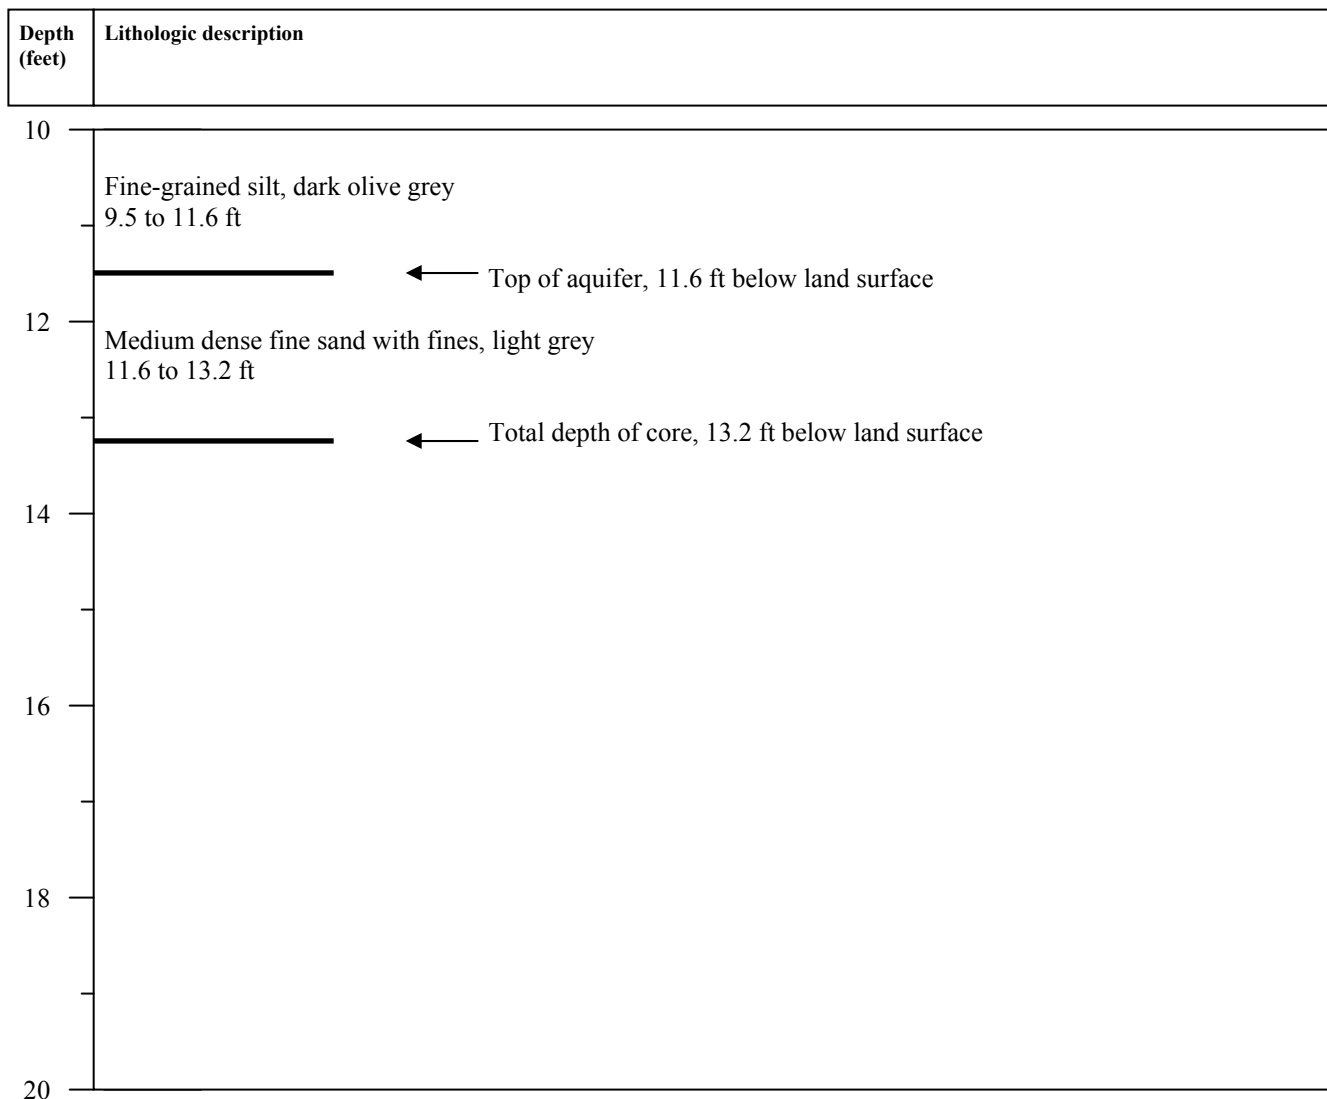 Depth
(feet)
Lithologic description
10
Fine-grained silt, dark olive grey
9.5 to 11.6 ft
Top of aquifer, 11.6 ft below land surface
12
Medium dense fine sand with fines, light grey
11.6 to 13.2 ft
Total depth of core, 13.2 ft below land surface
14
16
18
20